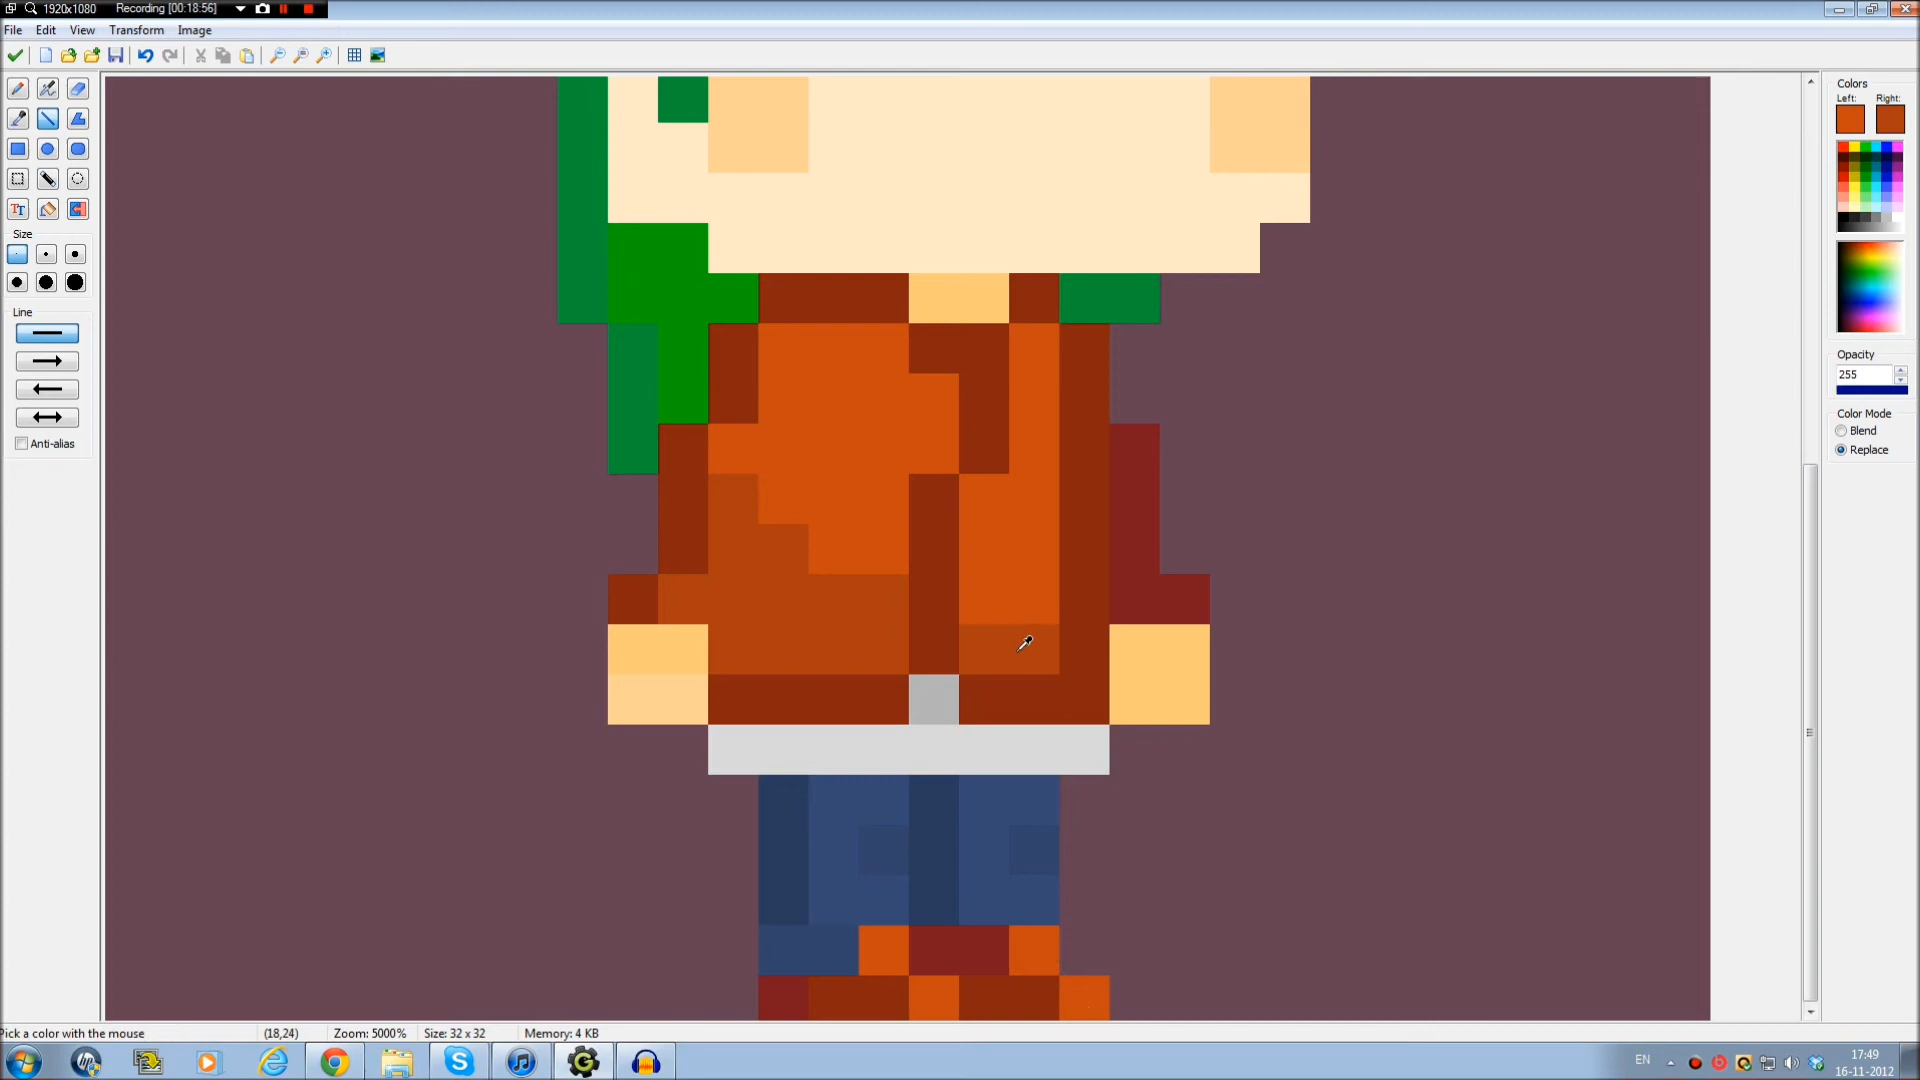 1920x1080 Recording [00:18:56]
File Edit View Transform Image
Size
Line
Anti-alias
Colors
Left: Right:
Opacity
255
Color Mode
Blend
Replace
Pick a color with the mouse (18,24) Zoom: 5000% Size: 32 x 32 Memory: 4 KB
EN 17:49
16-11-2012